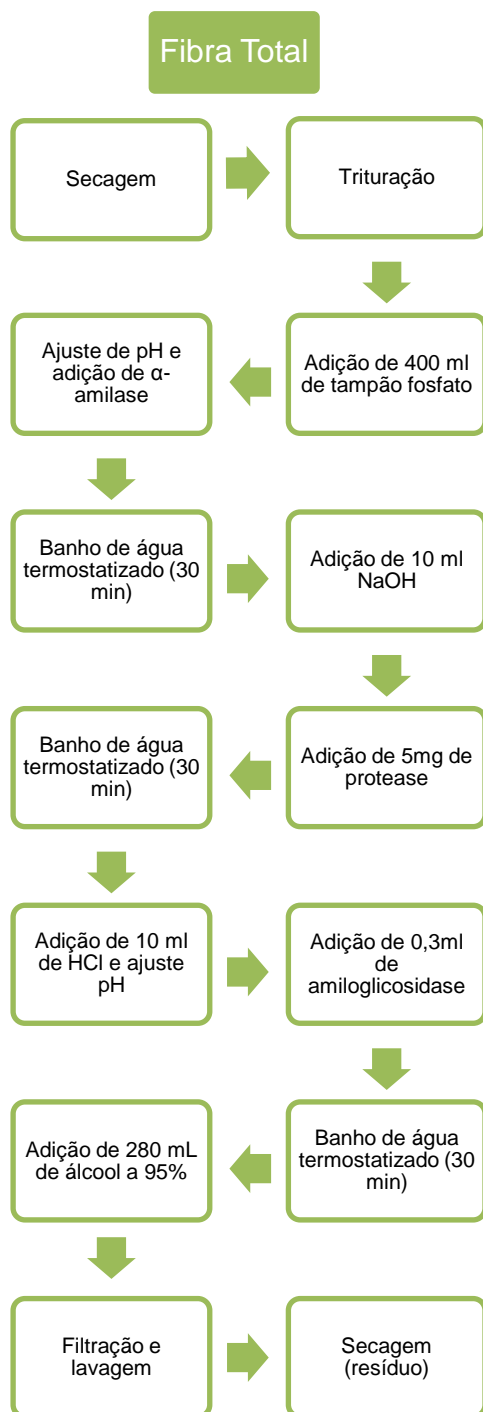 Fibra Total
Secagem
Trituração
Adição de 400 ml
de tampão fosfato
Ajuste de pH e
adição de α-
amilase
Banho de água
termostatizado (30
min)
Adição de 10 ml
NaOH
Adição de 5mg de
protease
Banho de água
termostatizado (30
min)
Adição de 10 ml
de HCl e ajuste
pH
Adição de 0,3ml
de
amiloglicosidase
Banho de água
termostatizado (30
min)
Adição de 280 mL
de álcool a 95%
Filtração e
lavagem
Secagem
(resíduo)